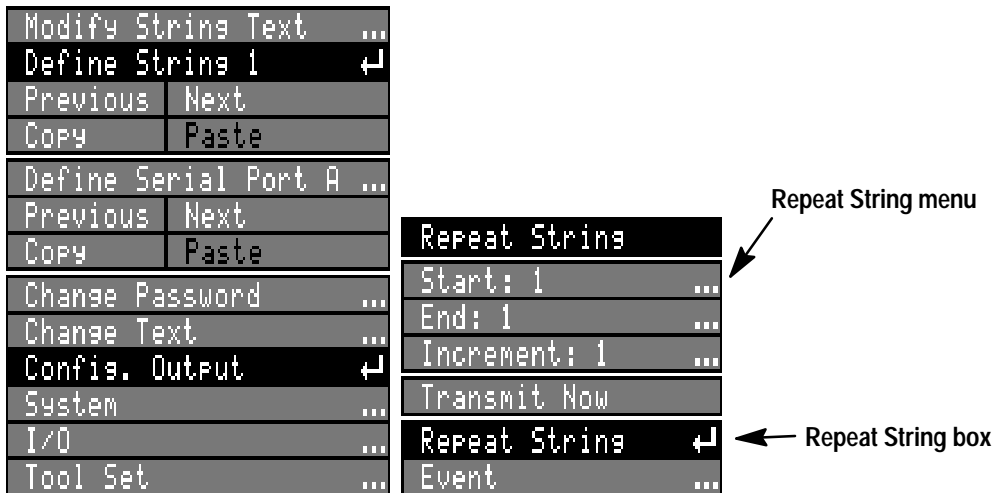 Modify String Text ...
Define String 1 ↵
Previous Next
Copy Paste
Define Serial Port A ...
Previous Next
Copy Paste
Change Password ...
Change Text ...
Config. Output ↵
System ...
I/O ...
Tool Set ...
Repeat String
Start: 1 ...
End: 1 ...
Increment: 1 ...
Transmit Now
Repeat String ↵
Event ...
Repeat String menu
Repeat String box